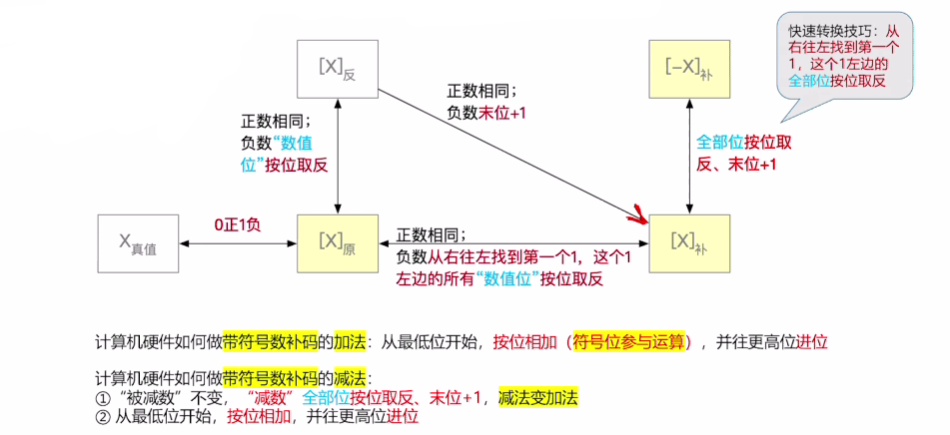 快速转换技巧：从
右往左找到第一个
1，这个1左边的
全部位按位取反
[X]反
[-X]补
正数相同；
负数末位+1
正数相同；
负数“数值
位”按位取反
全部位按位取
反、末位+1
X真值
0正1负
[X]原
正数相同；
负数从右往左找到第一个1，这个1
左边的所有“数值位”按位取反
[X]补
计算机硬件如何做带符号数补码的加法：从最低位开始，按位相加（符号位参与运算），并往更高位进位
计算机硬件如何做带符号数补码的减法：
①“被减数”不变，“减数”全部位按位取反、末位+1，减法变加法
② 从最低位开始，按位相加，并往更高位进位